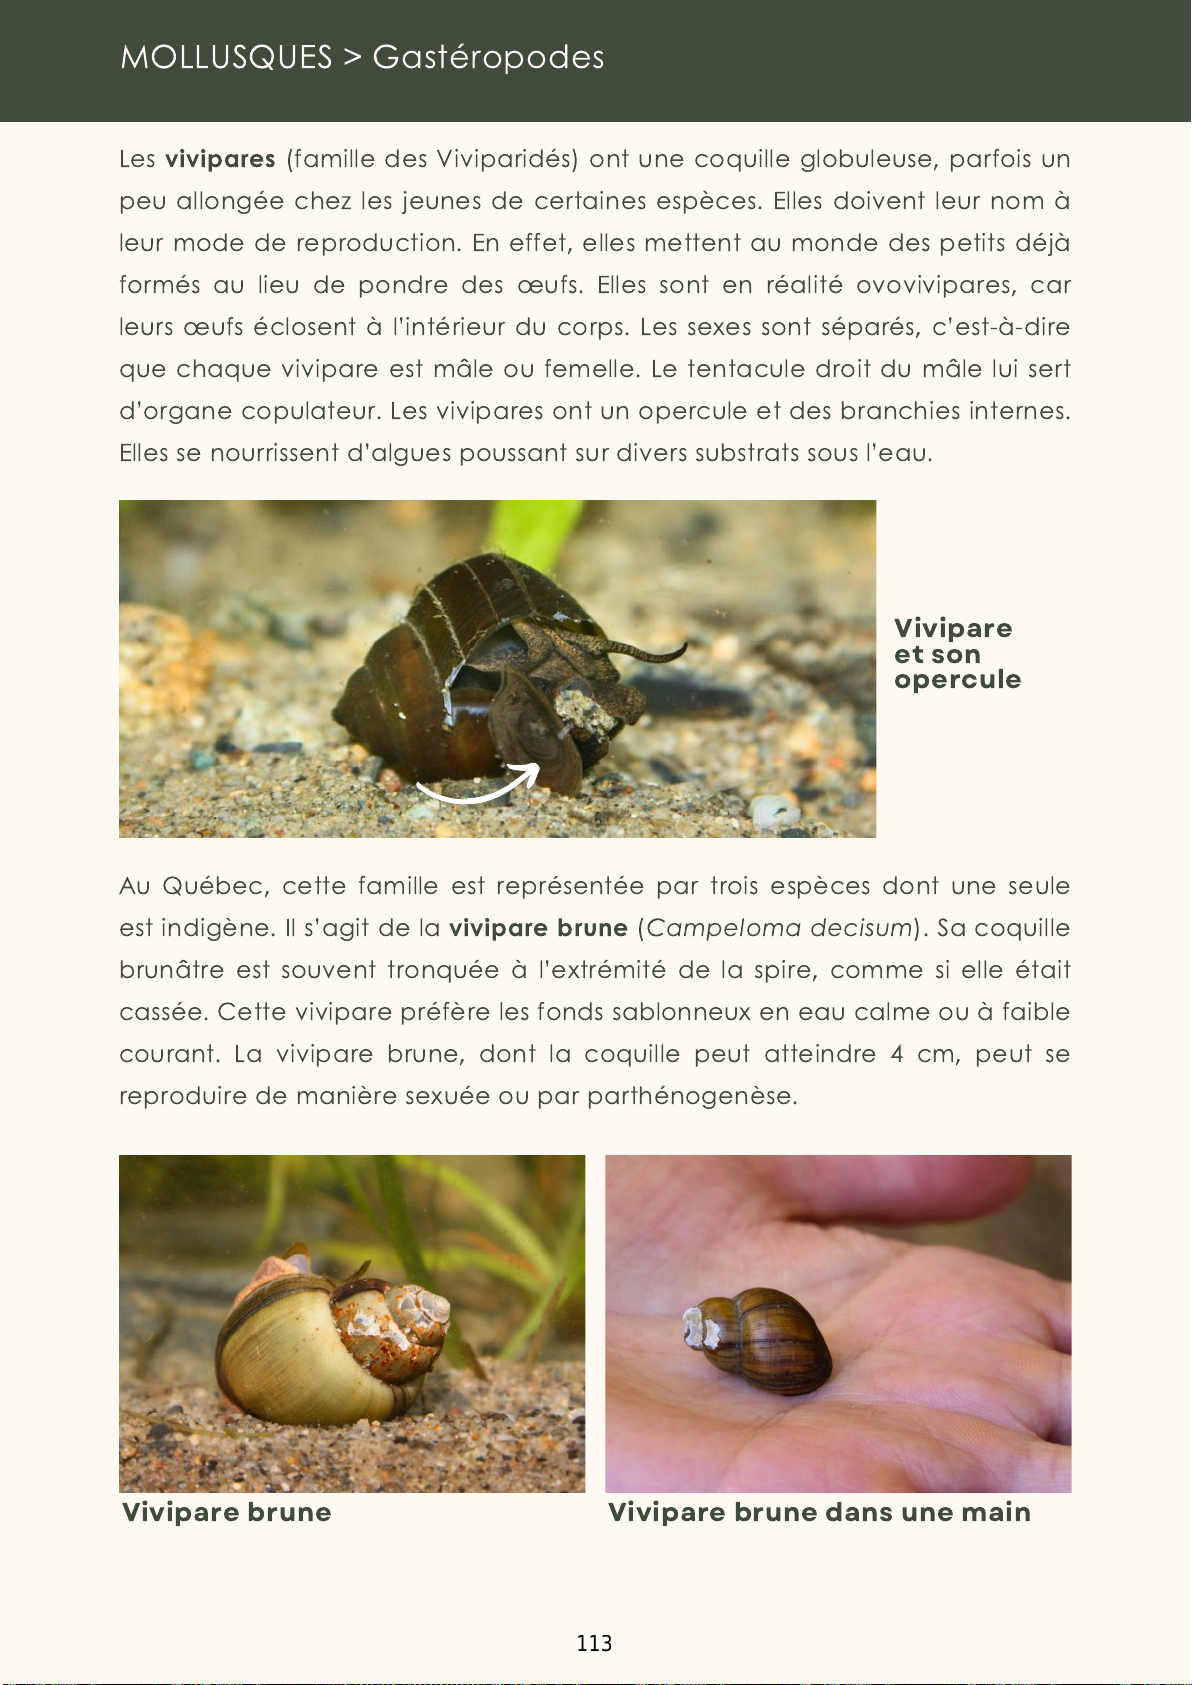 MOLLUSQUES > Gastéropodes
Les vivipares (famille des Viviparidés) ont une coquille globuleuse, parfois un
peu allongée chez les jeunes de certaines espèces. Elles doivent leur nom à
leur mode de reproduction. En effet, elles mettent au monde des petits déjà
formés au lieu de pondre des œufs. Elles sont en réalité ovovivipares, car
leurs œufs éclosent à l'intérieur du corps. Les sexes sont séparés, c'est-à-dire
que chaque vivipare est mâle ou femelle. Le tentacule droit du mâle lui sert
d'organe copulateur. Les vivipares ont un opercule et des branchies internes.
Elles se nourrissent d'algues poussant sur divers substrats sous l'eau.
Vivipare
et son
opercule
Au Québec, cette famille est représentée par trois espèces dont une seule
est indigène. Il s'agit de la vivipare brune (Campeloma decisum). Sa coquille
brunâtre est souvent tronquée à l'extrémité de la spire, comme si elle était
cassée. Cette vivipare préfère les fonds sablonneux en eau calme ou à faible
courant. La vivipare brune, dont la coquille peut atteindre 4 cm, peut se
reproduire de manière sexuée ou par parthénogenèse.
Vivipare brune
Vivipare brune dans une main
113